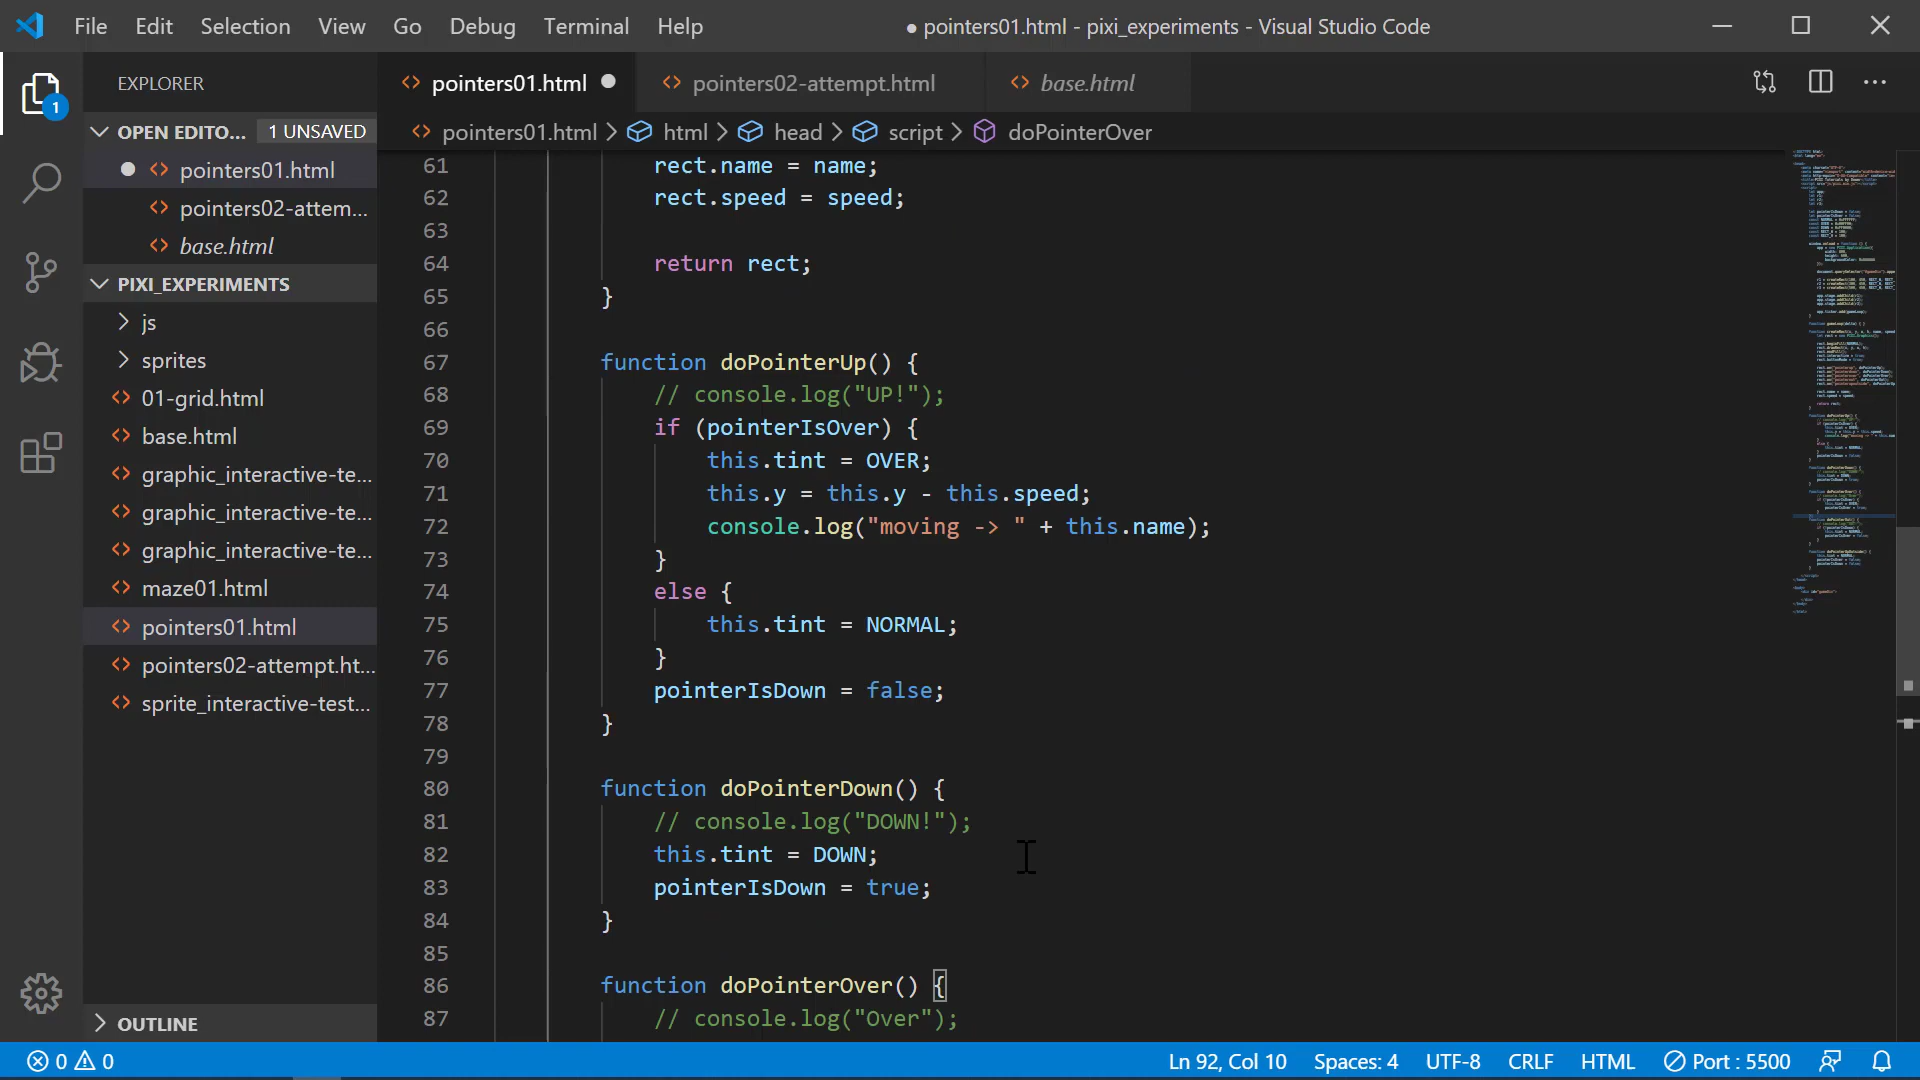 File Edit Selection View Go Debug Terminal Help
● pointers01.html - pixi_experiments - Visual Studio Code
EXPLORER
OPEN EDITO... 1 UNSAVED
pointers01.html
pointers02-attem...
base.html
PIXI_EXPERIMENTS
js
sprites
01-grid.html
base.html
graphic_interactive-te...
graphic_interactive-te...
graphic_interactive-te...
maze01.html
pointers01.html
pointers02-attempt.ht...
sprite_interactive-test...
OUTLINE
1
pointers01.html pointers02-attempt.html base.html
pointers01.html > html > head > script > doPointerOver
61 rect.name = name;
62 rect.speed = speed;
63
64 return rect;
65 }
66
67 function doPointerUp() {
68 // console.log("UP!");
69 if (pointerIsOver) {
70 this.tint = OVER;
71 this.y = this.y - this.speed;
72 console.log("moving -> " + this.name);
73 }
74 else {
75 this.tint = NORMAL;
76 }
77 pointerIsDown = false;
78 }
79
80 function doPointerDown() {
81 // console.log("DOWN!");
82 this.tint = DOWN;
83 pointerIsDown = true;
84 }
85
86 function doPointerOver() {
87 // console.log("Over");
0 0 Ln 92, Col 10 Spaces: 4 UTF-8 CRLF HTML Port : 5500